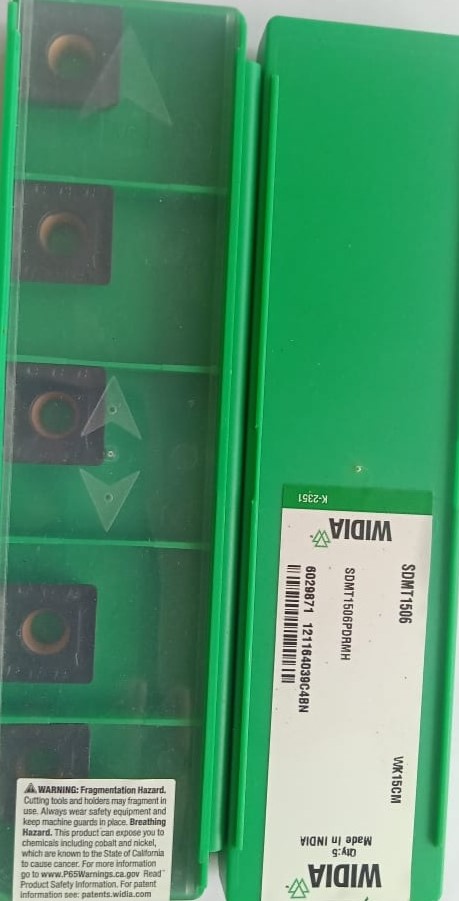 K-2351
WIDIA
SDMT1506
SDMT1506PDRMH
6029871 121164039C4BN
WK15CM
Qty:5
Made In INDIA
WIDIA
WARNING: Fragmentation Hazard.
Cutting tools and holders may fragment in
use. Always wear safety equipment and
keep machine guards in place. Breathing
Hazard. This product can expose you to
chemicals including cobalt and nickel,
which are known to the State of California
to cause cancer. For more information
go to www.P65Warnings.ca.gov Read
Product Safety Information. For patent
information see: patents.widia.com